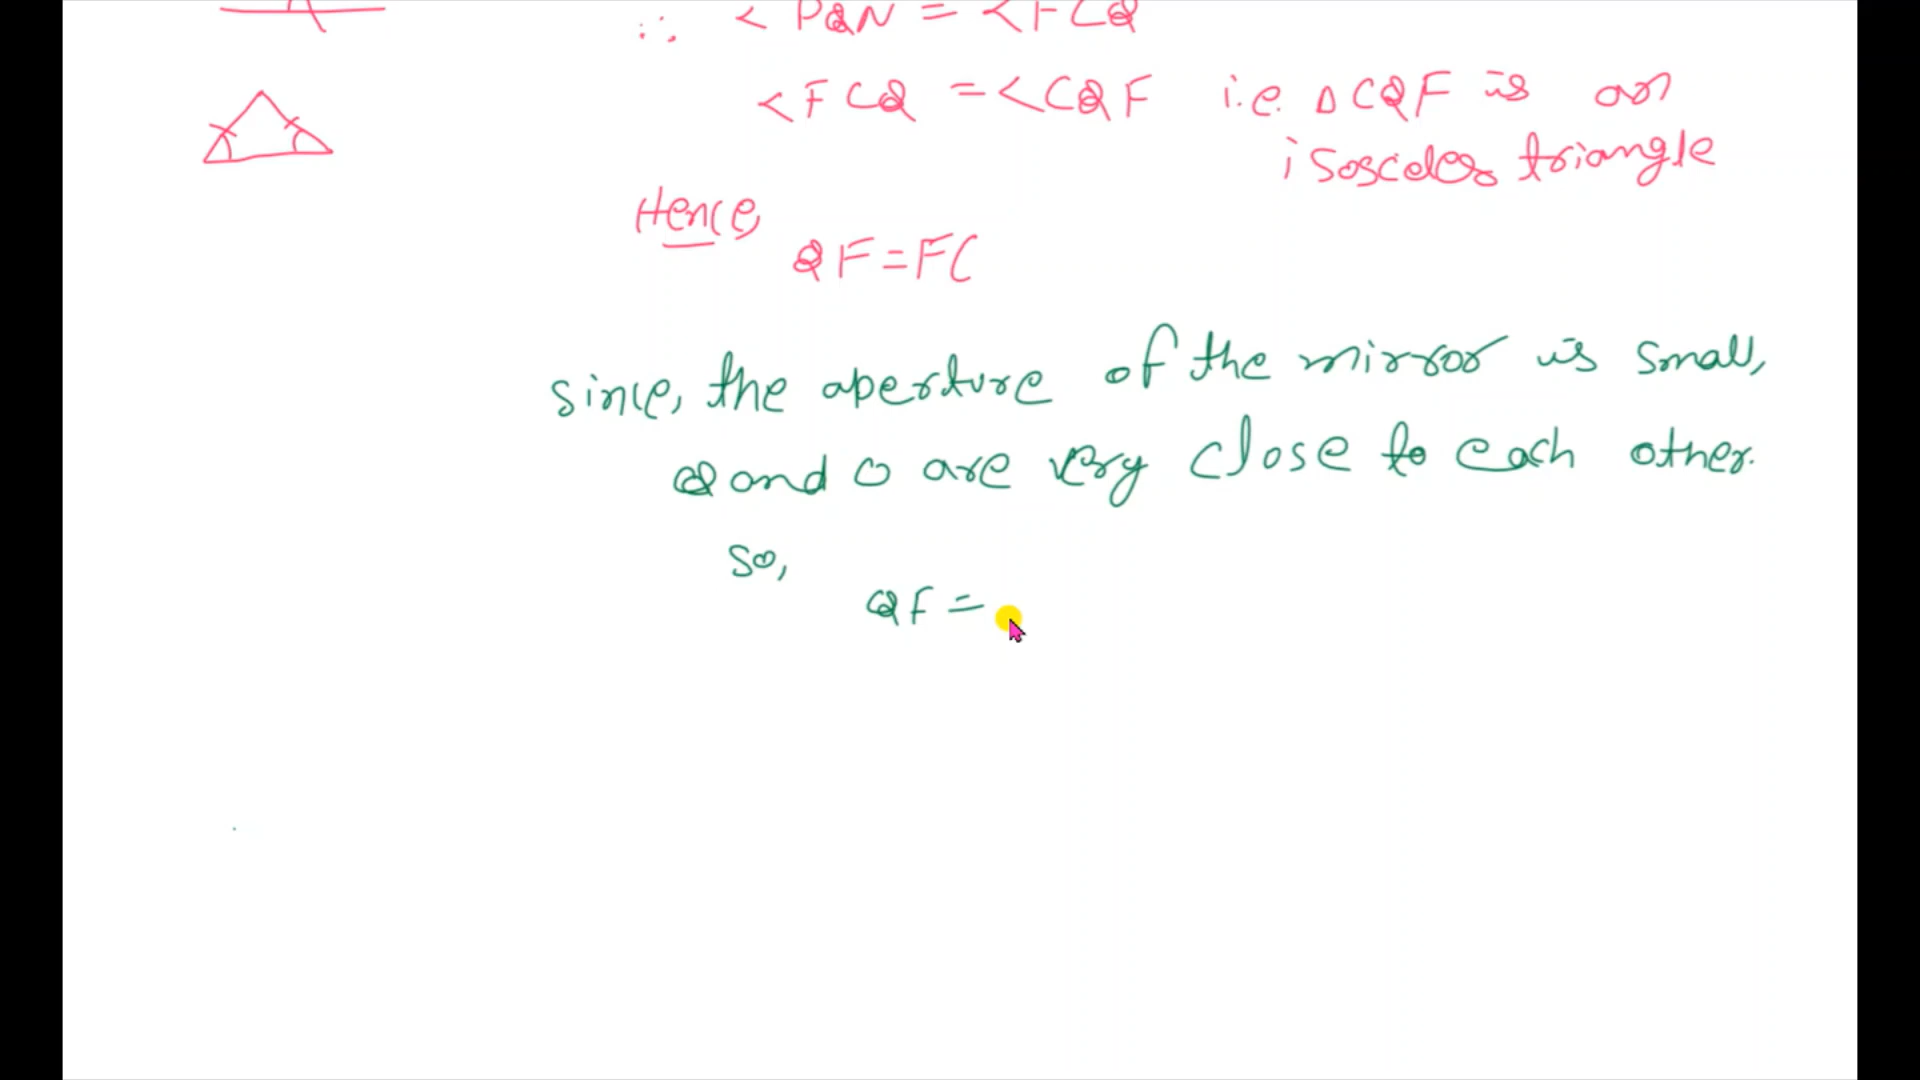 ∴ <PQN = <FCQ
<FCQ = <CQF i.e. △CQF is an
isosceles triangle
Hence,
QF = FC
since, the aperture of the mirror is small,
Q and O are very close to each other.
so,
QF =